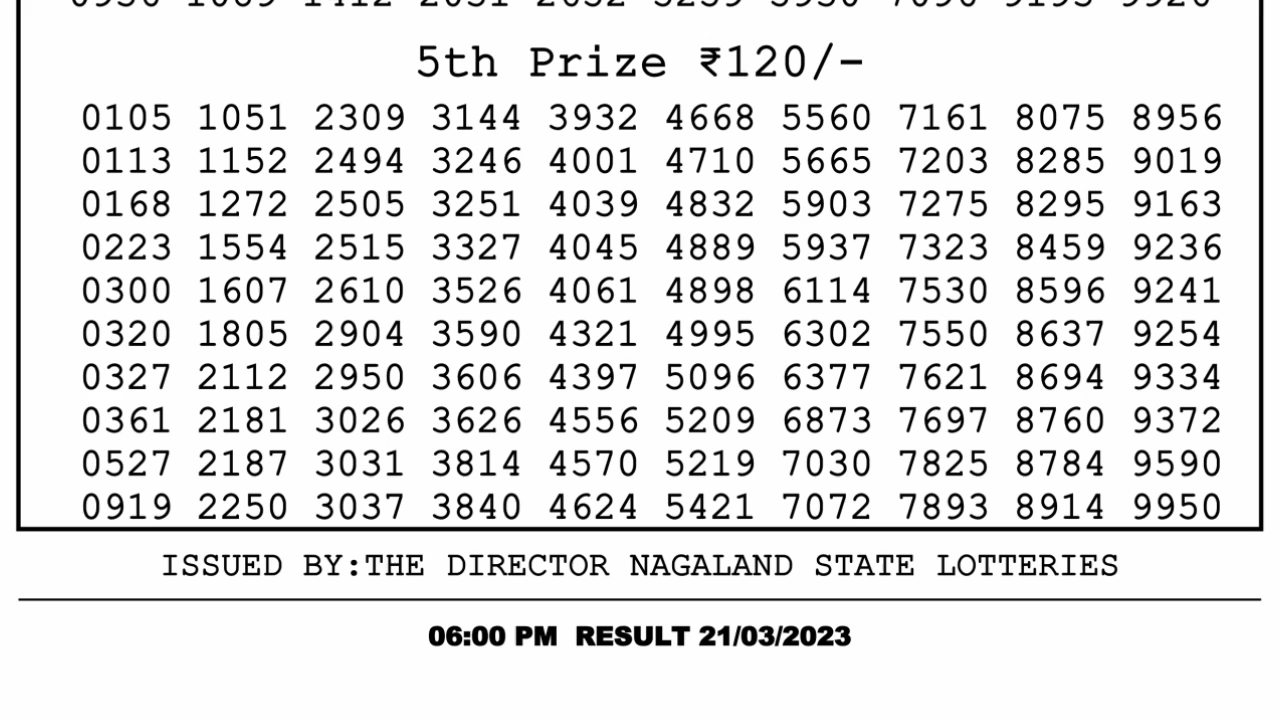 5th Prize ₹120/-
0105 1051 2309 3144 3932 4668 5560 7161 8075 8956
0113 1152 2494 3246 4001 4710 5665 7203 8285 9019
0168 1272 2505 3251 4039 4832 5903 7275 8295 9163
0223 1554 2515 3327 4045 4889 5937 7323 8459 9236
0300 1607 2610 3526 4061 4898 6114 7530 8596 9241
0320 1805 2904 3590 4321 4995 6302 7550 8637 9254
0327 2112 2950 3606 4397 5096 6377 7621 8694 9334
0361 2181 3026 3626 4556 5209 6873 7697 8760 9372
0527 2187 3031 3814 4570 5219 7030 7825 8784 9590
0919 2250 3037 3840 4624 5421 7072 7893 8914 9950
ISSUED BY:THE DIRECTOR NAGALAND STATE LOTTERIES
06:00 PM RESULT 21/03/2023